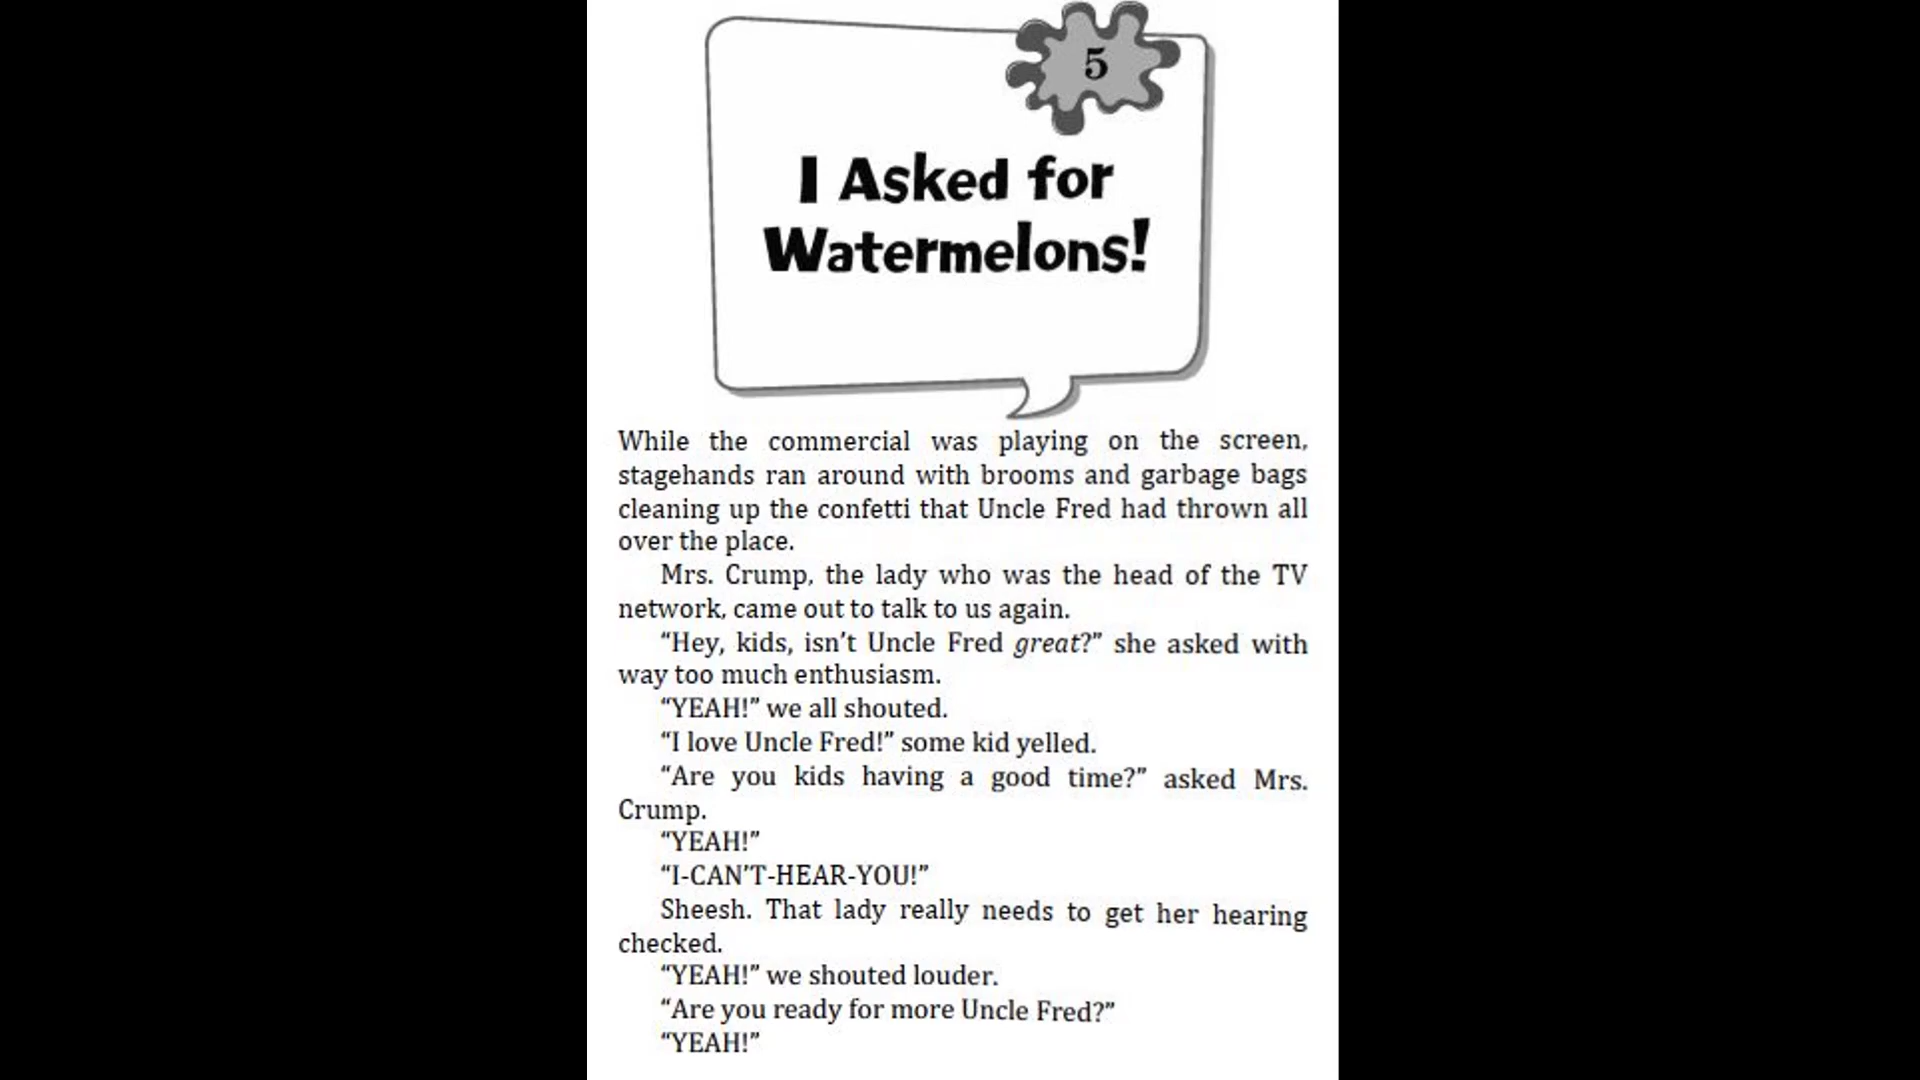 5
I Asked for
Watermelons!
While the commercial was playing on the screen,
stagehands ran around with brooms and garbage bags
cleaning up the confetti that Uncle Fred had thrown all
over the place.
Mrs. Crump, the lady who was the head of the TV
network, came out to talk to us again.
“Hey, kids, isn’t Uncle Fred great?” she asked with
way too much enthusiasm.
“YEAH!” we all shouted.
“I love Uncle Fred!” some kid yelled.
“Are you kids having a good time?” asked Mrs.
Crump.
“YEAH!”
“I-CAN’T-HEAR-YOU!”
Sheesh. That lady really needs to get her hearing
checked.
“YEAH!” we shouted louder.
“Are you ready for more Uncle Fred?”
“YEAH!”